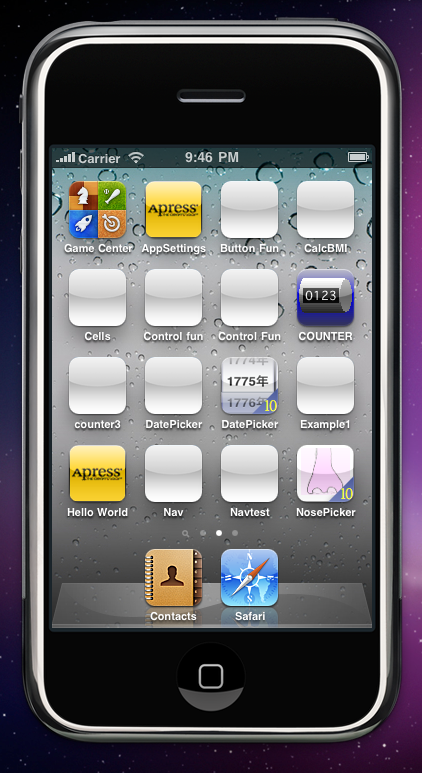 Carrier 9:46 PM
Game Center AppSettings Button Fun CalcBMI
Apress®
0123
Cells Control fun Control Fun COUNTER
1774年
1775年
1776年
10
counter3 DatePicker DatePicker Example1
Apress®
10
Hello World Nav Navtest NosePicker
N
Contacts Safari